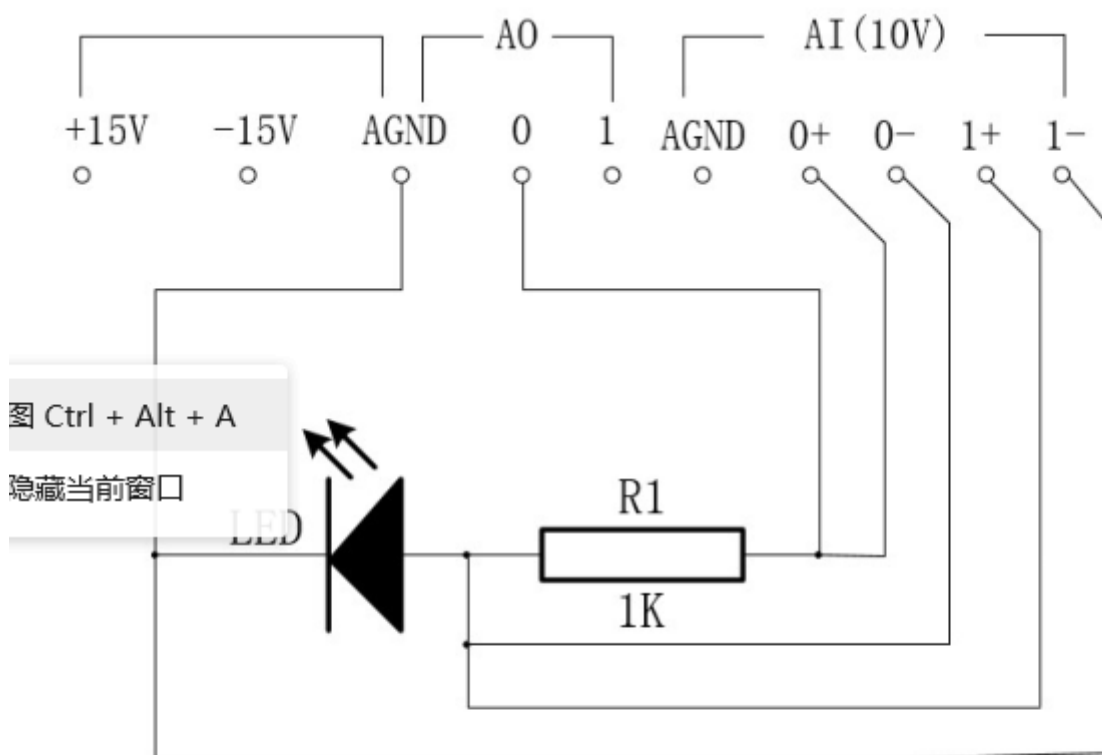 AO AI(10V)
+15V -15V AGND 0 1 AGND 0+ 0- 1+ 1-
图 Ctrl + Alt + A
隐藏当前窗口
LED
R1
1K